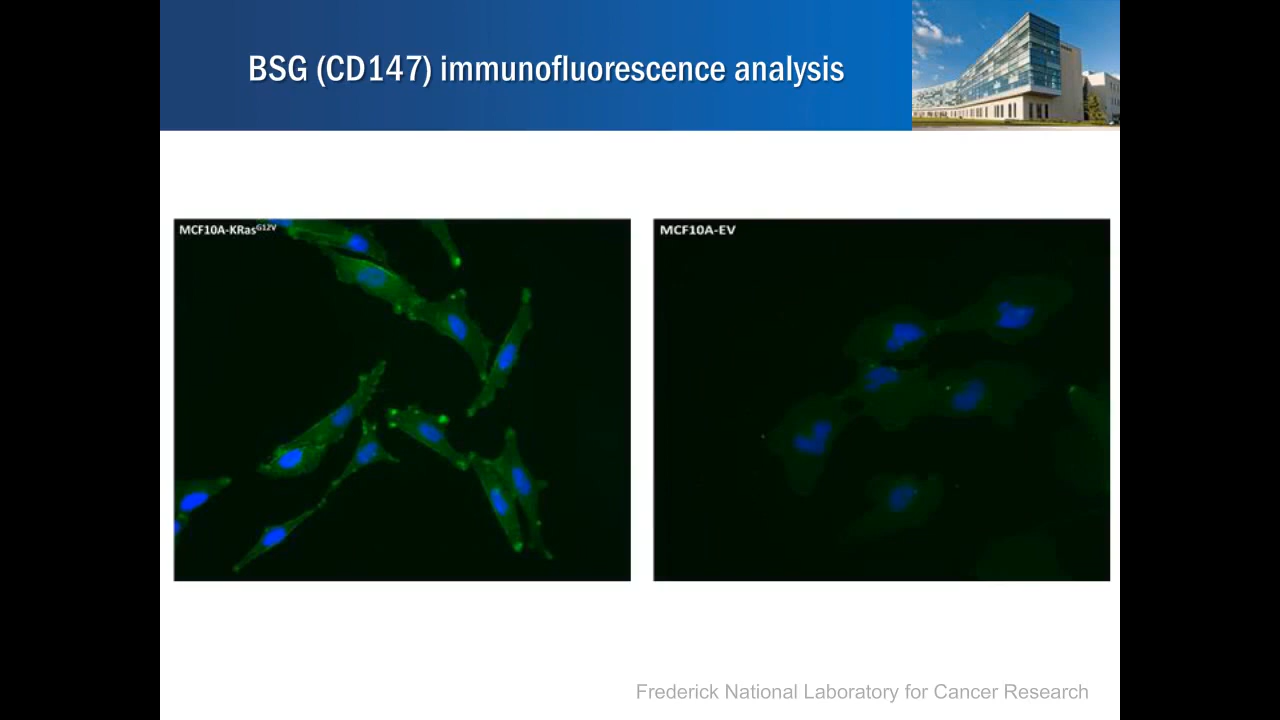 BSG (CD147) immunofluorescence analysis
MCF10A-KRasG12V
MCF10A-EV
Frederick National Laboratory for Cancer Research